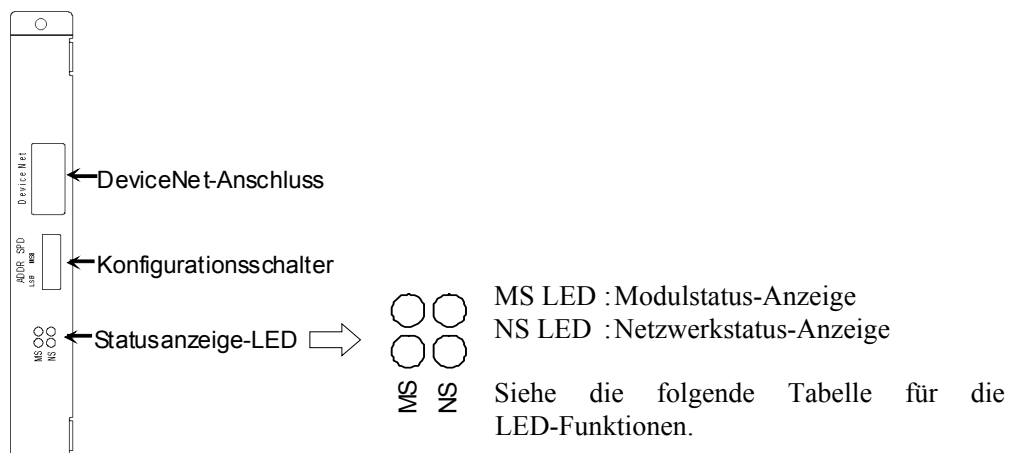 DeviceNet
DeviceNet-Anschluss
ADDR SPD
LSB MSB
Konfigurationsschalter
Statusanzeige-LED
MS NS
MS NS
MS LED :Modulstatus-Anzeige
NS LED :Netzwerkstatus-Anzeige
Siehe die folgende Tabelle für die
LED-Funktionen.